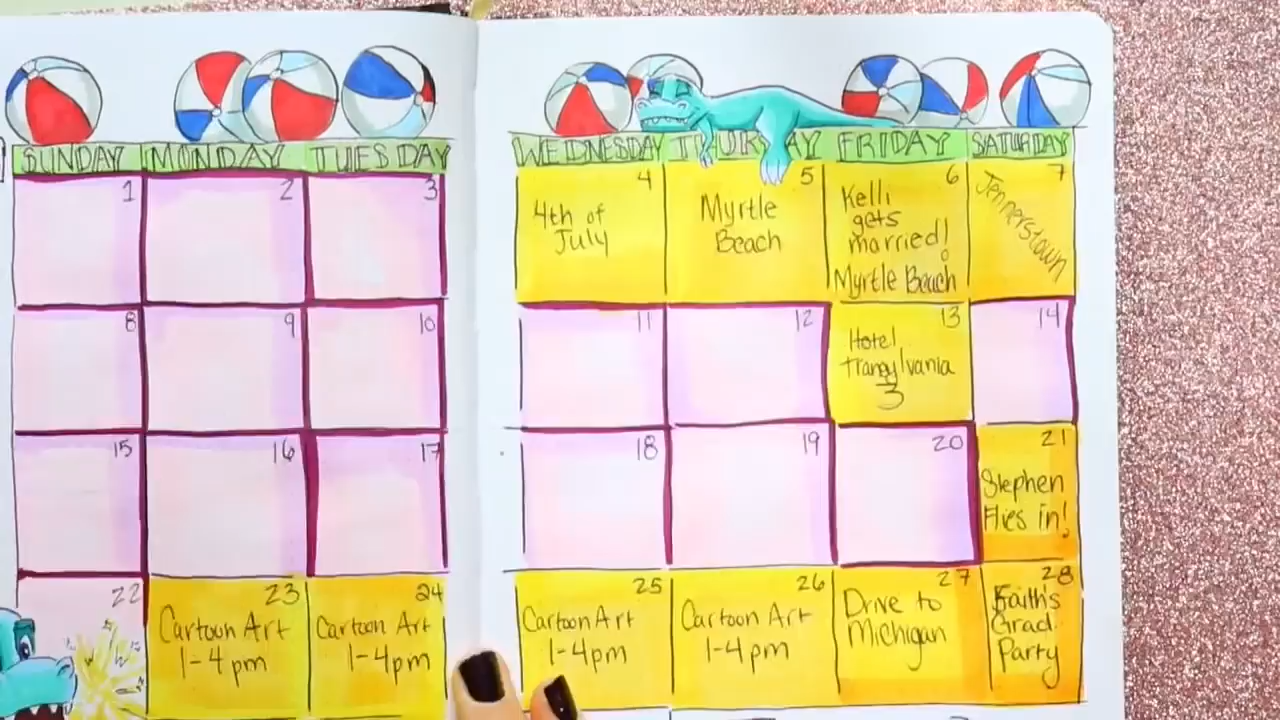 SUNDAY MONDAY TUESDAY WEDNESDAY THURSDAY FRIDAY SATURDAY
1 2 3 4 5 6 7
4th of
July
Myrtle
Beach
Kelli
gets
married!
Myrtle Beach
Jennerstown
8 9 10 11 12 13 14
Hotel
Transylvania
3
15 16 17 18 19 20 21
Stephen
Flies in!
22 23 24 25 26 27 28
Cartoon Art
1-4pm
Cartoon Art
1-4pm
Cartoon Art
1-4pm
Cartoon Art
1-4pm
Drive to
Michigan
Faith's
Grad
Party